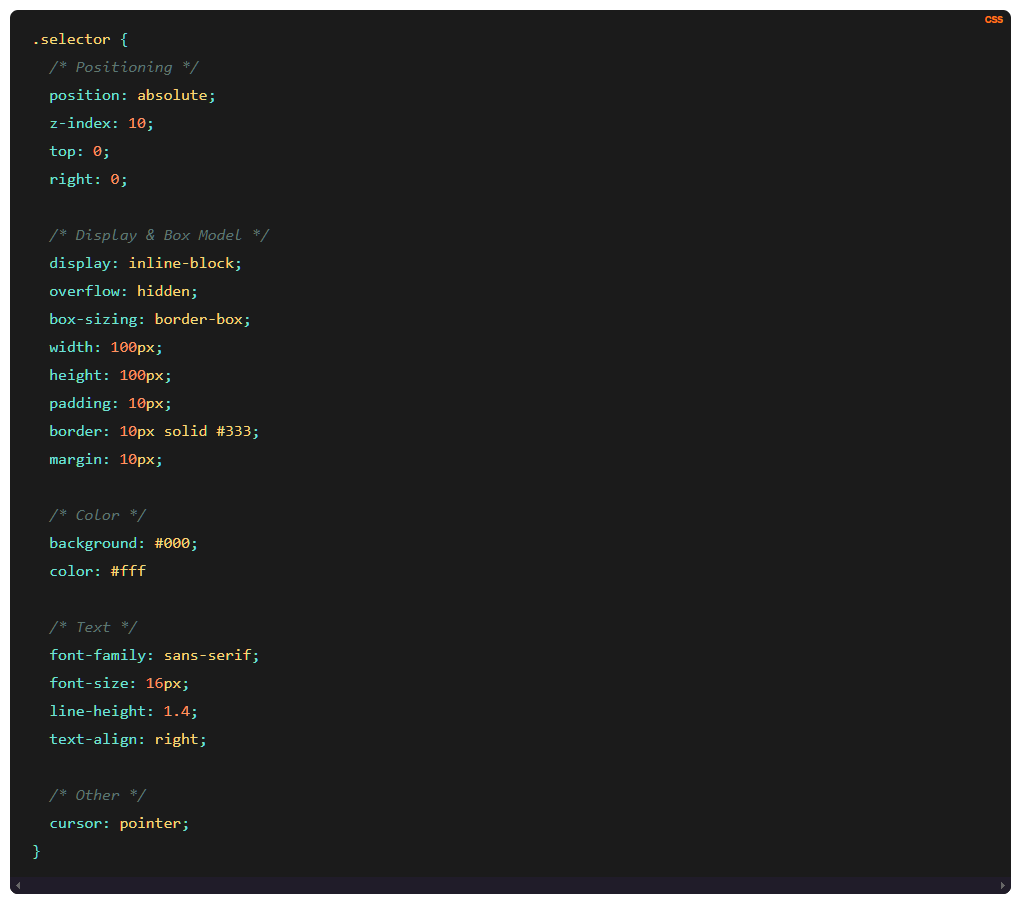 CSS
.selector {
/* Positioning */
position: absolute;
z-index: 10;
top: 0;
right: 0;
/* Display & Box Model */
display: inline-block;
overflow: hidden;
box-sizing: border-box;
width: 100px;
height: 100px;
padding: 10px;
border: 10px solid #333;
margin: 10px;
/* Color */
background: #000;
color: #fff
/* Text */
font-family: sans-serif;
font-size: 16px;
line-height: 1.4;
text-align: right;
/* Other */
cursor: pointer;
}